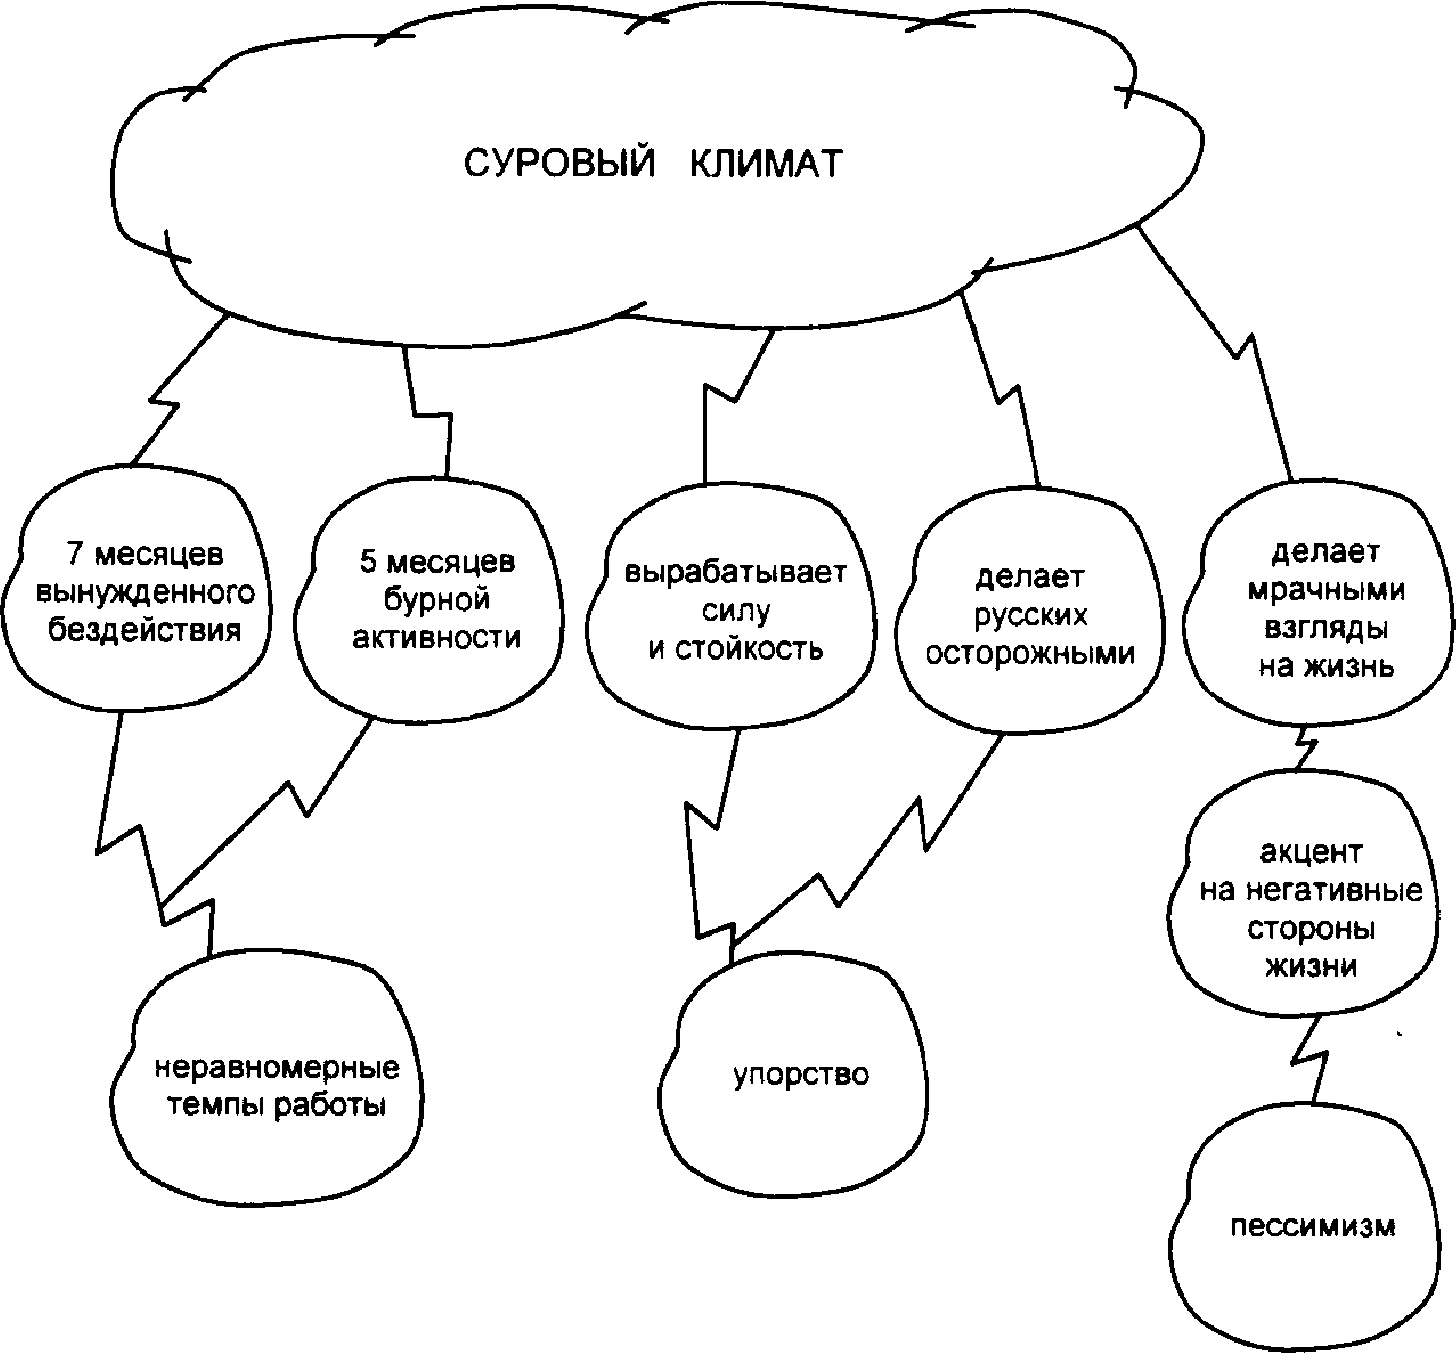 СУРОВЫЙ КЛИМАТ
7 месяцев
вынужденного
бездействия
5 месяцев
бурной
активности
вырабатывает
силу
и стойкость
делает
русских
осторожными
делает
мрачными
взгляды
на жизнь
акцент
на негативные
стороны
жизни
неравномерные
темпы работы
упорство
пессимизм